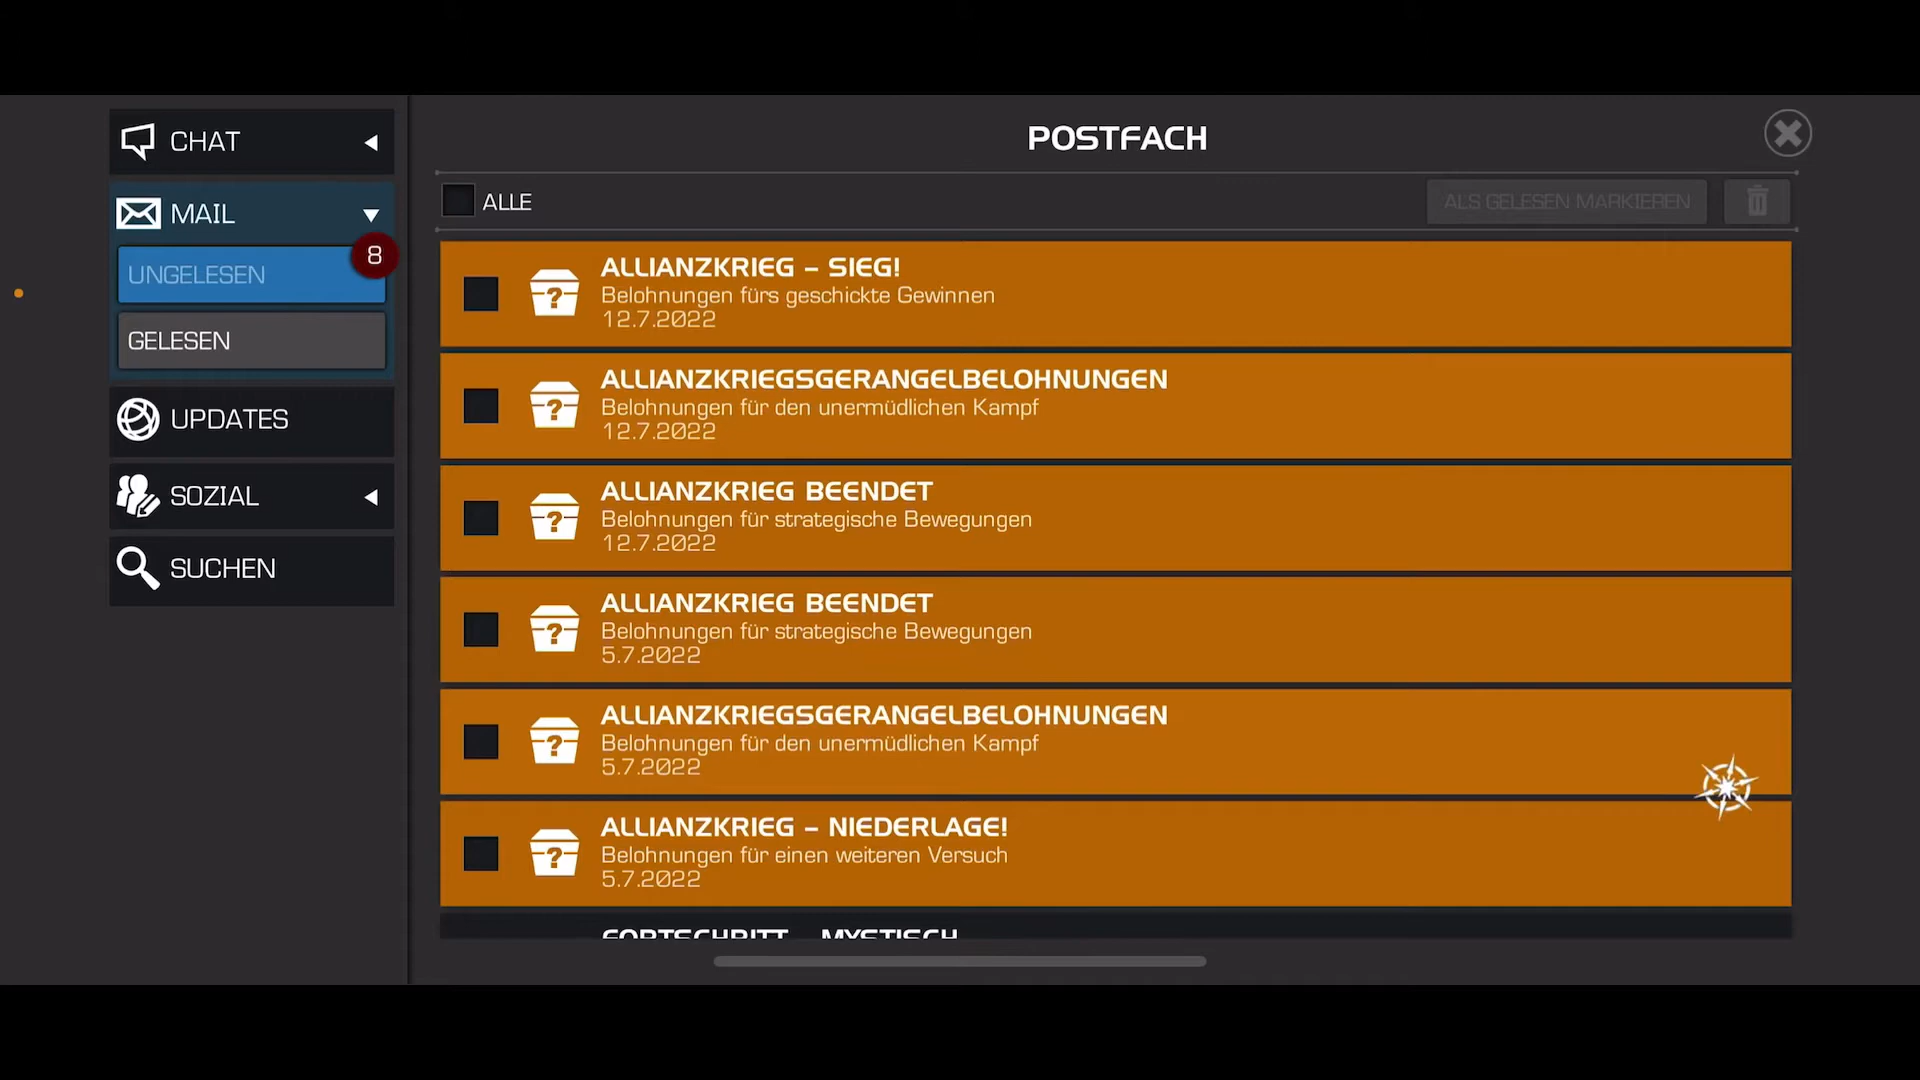 CHAT
MAIL
8
UNGELESEN
GELESEN
UPDATES
SOZIAL
SUCHEN
POSTFACH
ALLE
ALS GELESEN MARKIEREN
ALLIANZKRIEG – SIEG!
Belohnungen fürs geschickte Gewinnen
12.7.2022
ALLIANZKRIEGSGERANGELBELOHNUNGEN
Belohnungen für den unermüdlichen Kampf
12.7.2022
ALLIANZKRIEG BEENDET
Belohnungen für strategische Bewegungen
12.7.2022
ALLIANZKRIEG BEENDET
Belohnungen für strategische Bewegungen
5.7.2022
ALLIANZKRIEGSGERANGELBELOHNUNGEN
Belohnungen für den unermüdlichen Kampf
5.7.2022
ALLIANZKRIEG – NIEDERLAGE!
Belohnungen für einen weiteren Versuch
5.7.2022
FORTSCHRITT – MYSTISCH